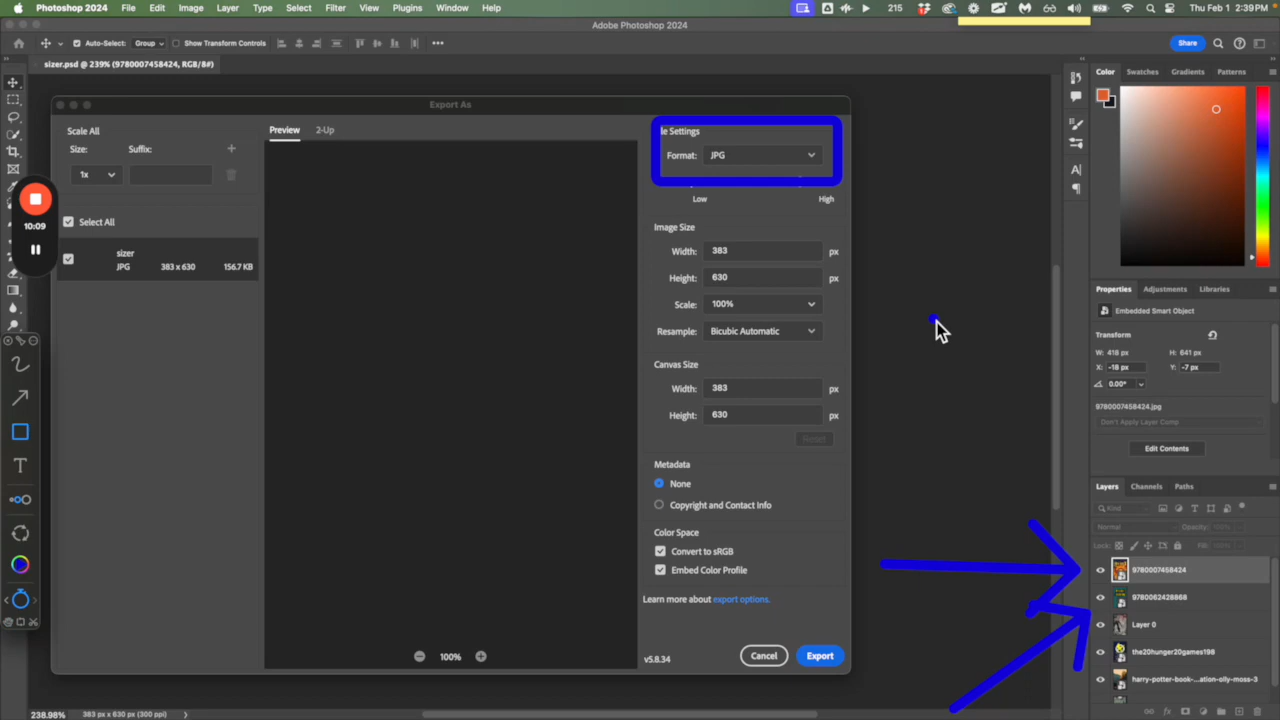 Photoshop 2024 File Edit Image Layer Type Select Filter View Plugins Window Help 215 Thu Feb 1 2:39 PM
Adobe Photoshop 2024
Auto-Select: Group Show Transform Controls Share
sizer.psd @ 239% (9780007458424, RGB/8#)
Export As
Scale All
Size: Suffix:
1x
10:09
Select All
sizer
JPG 383 x 630 156.7 KB
Preview 2-Up
100%
le Settings
Format: JPG
Low High
Image Size
Width: 383 px
Height: 630 px
Scale: 100%
Resample: Bicubic Automatic
Canvas Size
Width: 383 px
Height: 630 px
Reset
Metadata
None
Copyright and Contact Info
Color Space
Convert to sRGB
Embed Color Profile
Learn more about export options.
v5.8.34 Cancel Export
Color Swatches Gradients Patterns
Properties Adjustments Libraries
Embedded Smart Object
Transform
W: 418 px H: 641 px
X: -18 px Y: -7 px
0.00°
9780007458424.jpg
Don't Apply Layer Comp
Edit Contents
Layers Channels Paths
Kind
Normal Opacity: 100%
Lock: Fill: 100%
9780007458424
9780062428868
Layer 0
the20hunger20games198
harry-potter-book-...ation-olly-moss-3
238.98% 383 px x 630 px (300 ppi)